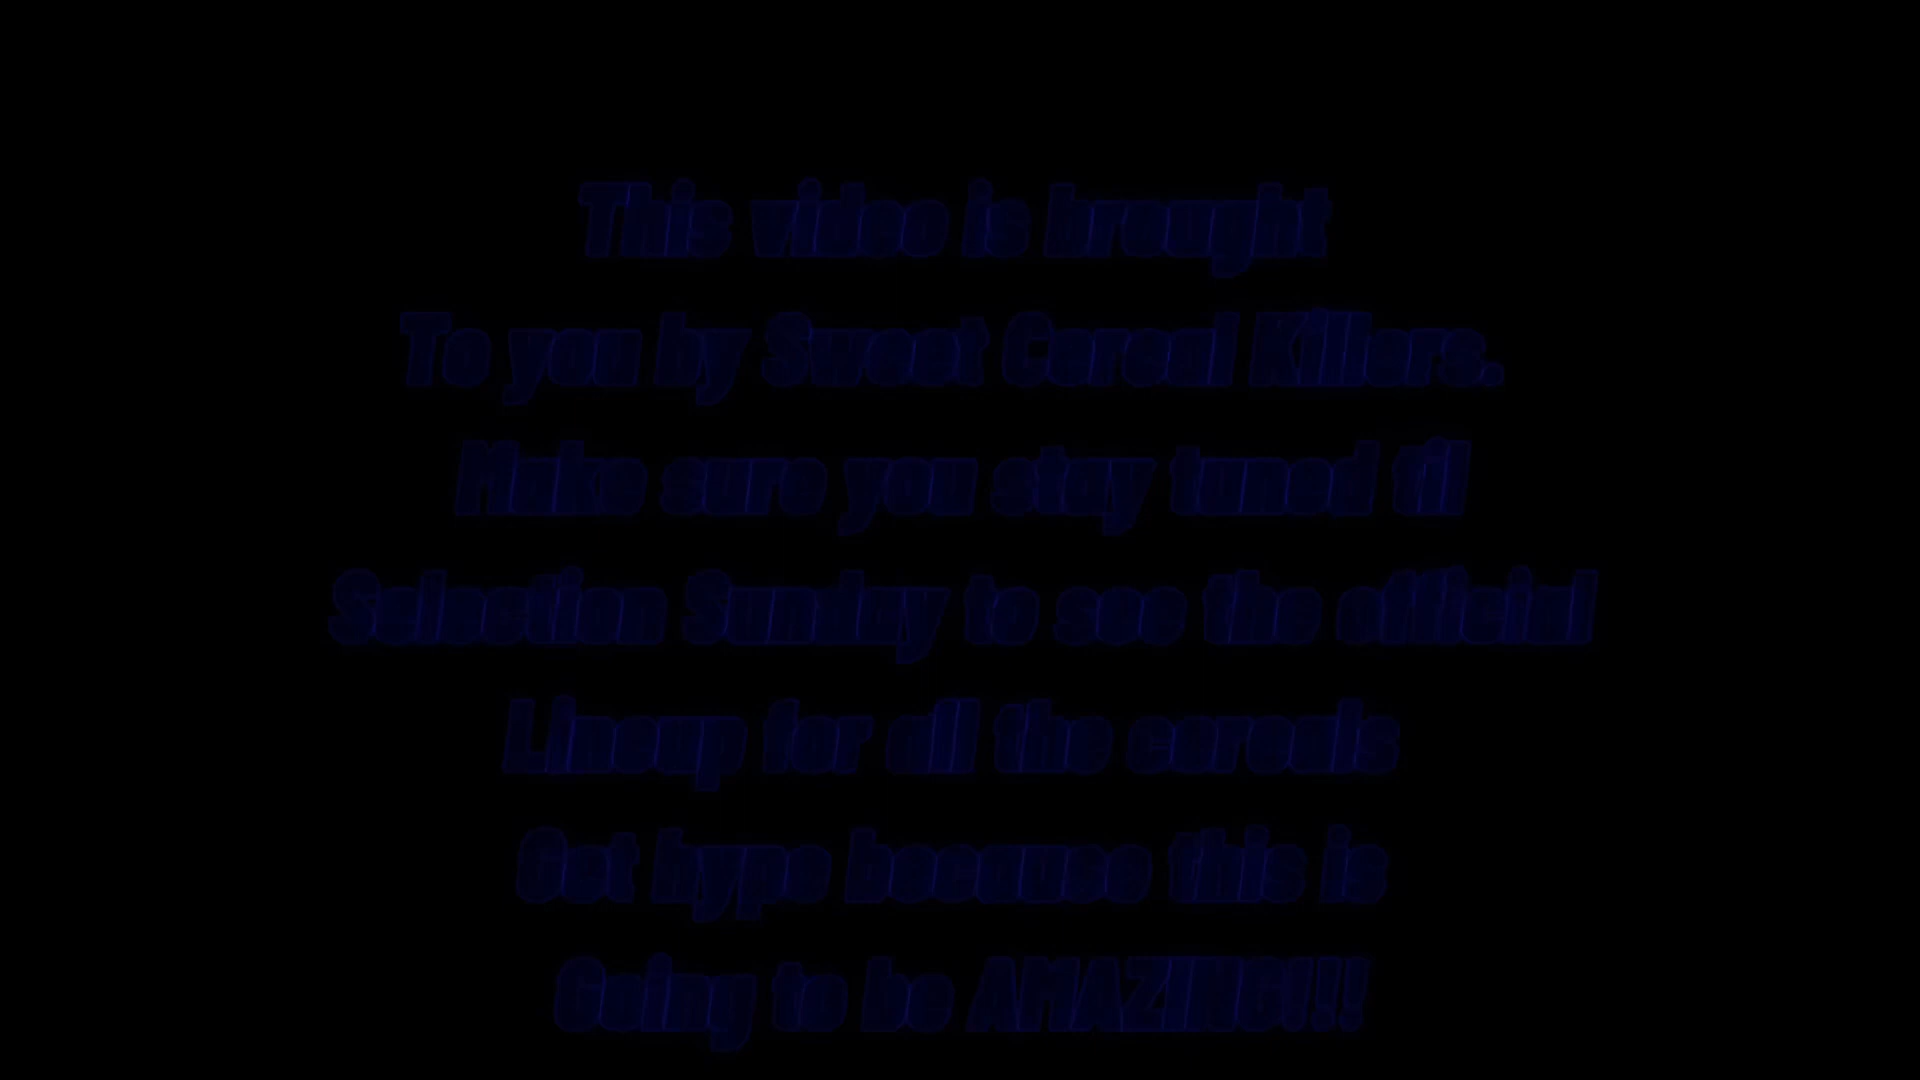 This video is brought
To you by Sweet Cereal Killers.
Make sure you stay tuned til
Selection Sunday to see the official
Lineup for all the cereals
Get hype because this is
Going to be AMAZING!!!